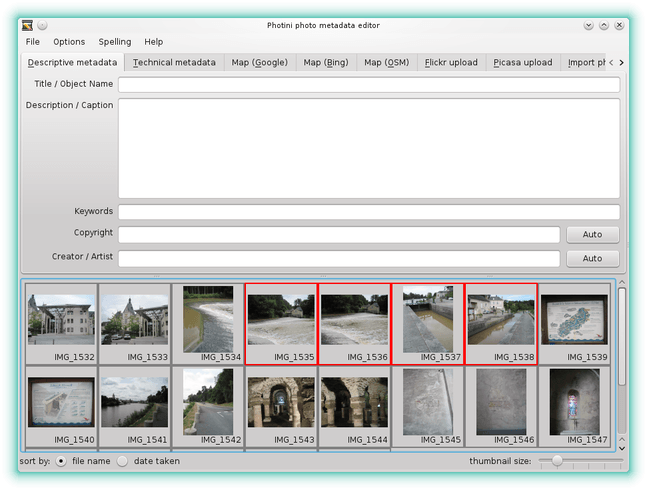 Photini photo metadata editor
File Options Spelling Help
Descriptive metadata Technical metadata Map (Google) Map (Bing) Map (OSM) Flickr upload Picasa upload Import ph
Title / Object Name
Description / Caption
Keywords
Copyright Auto
Creator / Artist Auto
IMG_1532 IMG_1533 IMG_1534 IMG_1535 IMG_1536 IMG_1537 IMG_1538 IMG_1539
IMG_1540 IMG_1541 IMG_1542 IMG_1543 IMG_1544 IMG_1545 IMG_1546 IMG_1547
sort by: file name date taken thumbnail size: